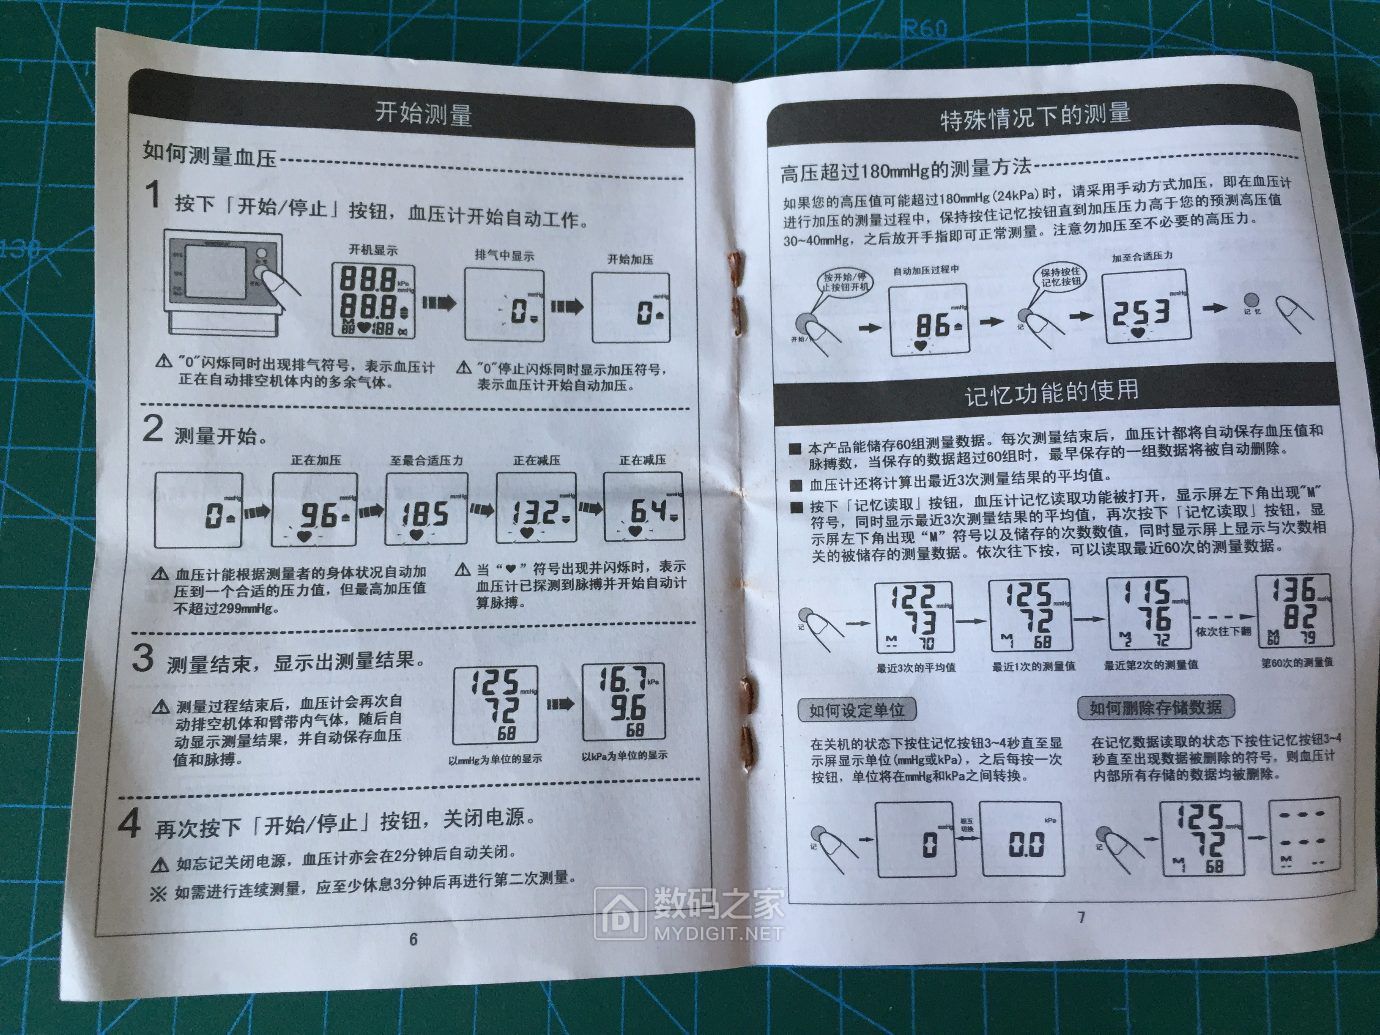 R60
130
开始测量
如何测量血压
1 按下「开始/停止」按钮，血压计开始自动工作。
开机显示
排气中显示
开始加压
88.8 kPa mmHg
88.8
M
88 ♥188
0 mmHg
0 mmHg
⚠ "0"闪烁同时出现排气符号，表示血压计
正在自动排空机体内的多余气体。
⚠ "0"停止闪烁同时显示加压符号，
表示血压计开始自动加压。
2 测量开始。
正在加压
至最合适压力
正在减压
正在减压
0 mmHg
96 mmHg
185 mmHg
132 mmHg
64 mmHg
⚠ 血压计能根据测量者的身体状况自动加
压到一个合适的压力值，但最高加压值
不超过299mmHg。
⚠ 当“♥”符号出现并闪烁时，表示
血压计已探测到脉搏并开始自动计
算脉搏。
3 测量结束，显示出测量结果。
⚠ 测量过程结束后，血压计会再次自
动排空机体和臂带内气体，随后自
动显示测量结果，并自动保存血压
值和脉搏。
125 mmHg
72
68
16.7 kPa
9.6
68
以mmHg为单位的显示
以kPa为单位的显示
4 再次按下「开始/停止」按钮，关闭电源。
⚠ 如忘记关闭电源，血压计亦会在2分钟后自动关闭。
※ 如需进行连续测量，应至少休息3分钟后再进行第二次测量。
6
特殊情况下的测量
高压超过180mmHg的测量方法
如果您的高压值可能超过180mmHg(24kPa)时，请采用手动方式加压，即在血压计
进行加压的测量过程中，保持按住记忆按钮直到加压压力高于您的预测高压值
30~40mmHg，之后放开手指即可正常测量。注意勿加压至不必要的高压力。
按开始/停
止按钮开机
自动加压过程中
保持按住
记忆按钮
加至合适压力
开始/
86 mmHg
记
253 mmHg
记忆
记忆功能的使用
■ 本产品能储存60组测量数据。每次测量结束后，血压计都将自动保存血压值和
脉搏数，当保存的数据超过60组时，最早保存的一组数据将被自动删除。
■ 血压计还将计算出最近3次测量结果的平均值。
■ 按下「记忆读取」按钮，血压计记忆读取功能被打开，显示屏左下角出现"M"
符号，同时显示最近3次测量结果的平均值，再次按下「记忆读取」按钮，显
示屏左下角出现“M”符号以及储存的次数数值，同时显示屏上显示与次数相
关的被储存的测量数据。依次往下按，可以读取最近60次的测量数据。
记
122 mmHg
73
M -- 70
125 mmHg
72
M 1 68
115 mmHg
76
M 2 72
依次往下翻
136 mmHg
82
M 60 79
最近3次的平均值
最近1次的测量值
最近第2次的测量值
第60次的测量值
如何设定单位
在关机的状态下按住记忆按钮3~4秒直至显
示屏显示单位(mmHg或kPa)，之后每按一次
按钮，单位将在mmHg和kPa之间转换。
记
0 mmHg
相互
切换
0.0 kPa
如何删除存储数据
在记忆数据读取的状态下按住记忆按钮3~4
秒直至出现数据被删除的符号，则血压计
内部所有存储的数据均被删除。
记
125 mmHg
72
M 1 68
---
---
M -- --
7
数码之家
MYDIGIT.NET